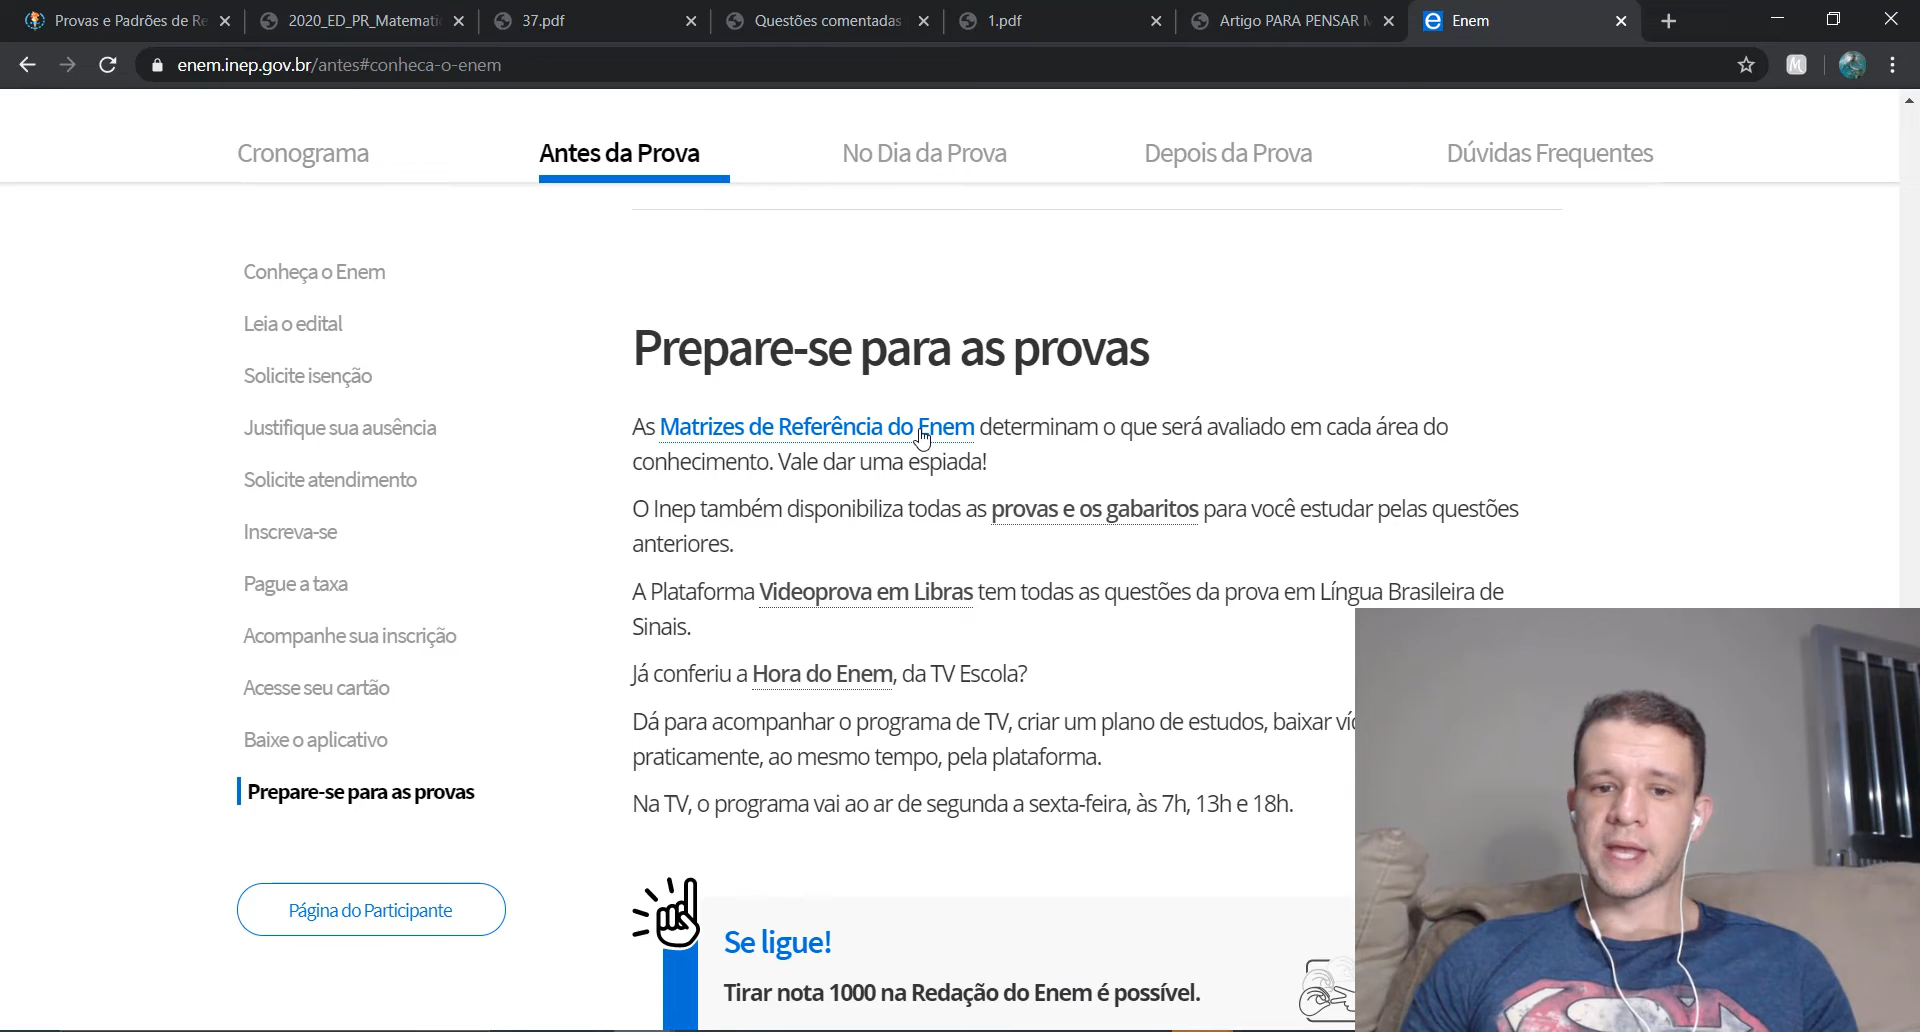 Provas e Padrões de Re
2020_ED_PR_Matemati
37.pdf
Questões comentadas
1.pdf
Artigo PARA PENSAR M
Enem
enem.inep.gov.br/antes#conheca-o-enem
Cronograma
Antes da Prova
No Dia da Prova
Depois da Prova
Dúvidas Frequentes
Conheça o Enem
Leia o edital
Solicite isenção
Justifique sua ausência
Solicite atendimento
Inscreva-se
Pague a taxa
Acompanhe sua inscrição
Acesse seu cartão
Baixe o aplicativo
Prepare-se para as provas
Página do Participante
Prepare-se para as provas
As Matrizes de Referência do Enem determinam o que será avaliado em cada área do
conhecimento. Vale dar uma espiada!
O Inep também disponibiliza todas as provas e os gabaritos para você estudar pelas questões
anteriores.
A Plataforma Videoprova em Libras tem todas as questões da prova em Língua Brasileira de
Sinais.
Já conferiu a Hora do Enem, da TV Escola?
Dá para acompanhar o programa de TV, criar um plano de estudos, baixar
praticamente, ao mesmo tempo, pela plataforma.
Na TV, o programa vai ao ar de segunda a sexta-feira, às 7h, 13h e 18h.
Se ligue!
Tirar nota 1000 na Redação do Enem é possível.